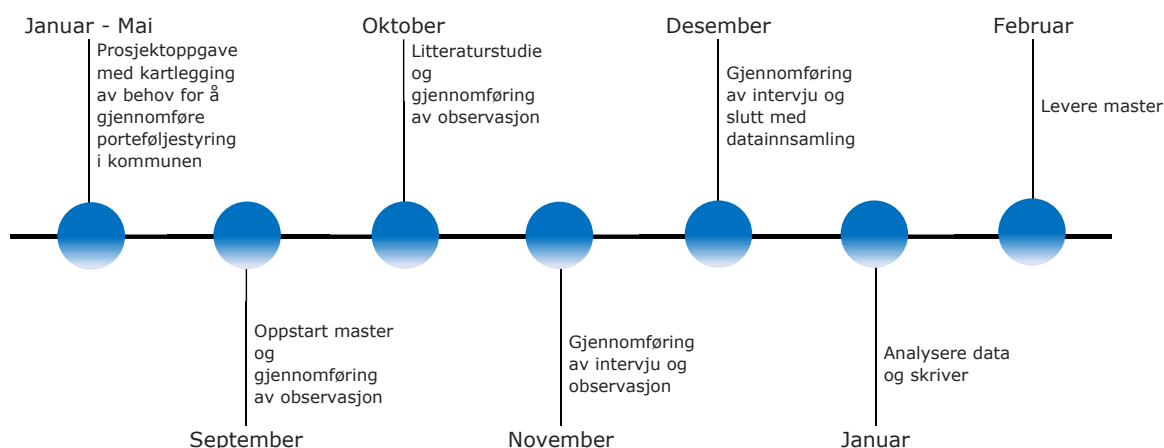 Januar - Mai
Prosjektoppgave
med kartlegging
av behov for å
gjennomføre
porteføljestyring
i kommunen
Oppstart master
og
gjennomføring
av observasjon
September
Oktober
Litteraturstudie
og
gjennomføring
av observasjon
Gjennomføring
av intervju og
observasjon
November
Desember
Gjennomføring
av intervju og
slutt med
datainnsamling
Analysere data
og skriver
Januar
Februar
Levere master